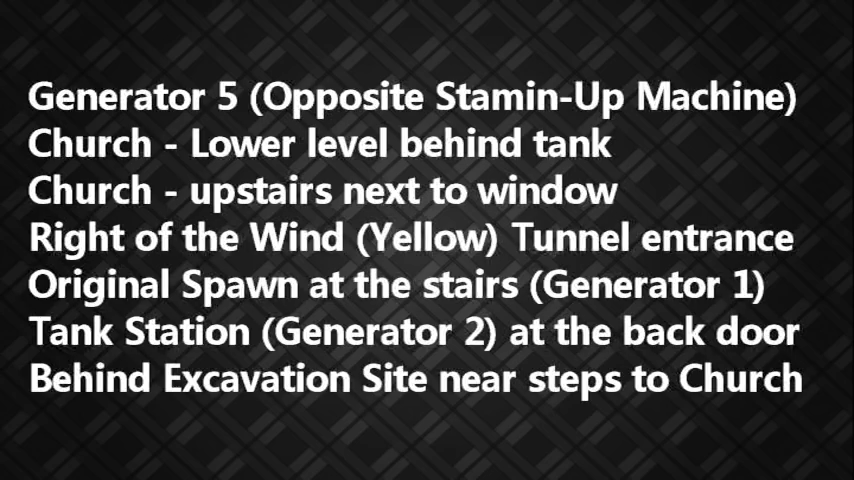 Generator 5 (Opposite Stamin-Up Machine)
Church - Lower level behind tank
Church - upstairs next to window
Right of the Wind (Yellow) Tunnel entrance
Original Spawn at the stairs (Generator 1)
Tank Station (Generator 2) at the back door
Behind Excavation Site near steps to Church